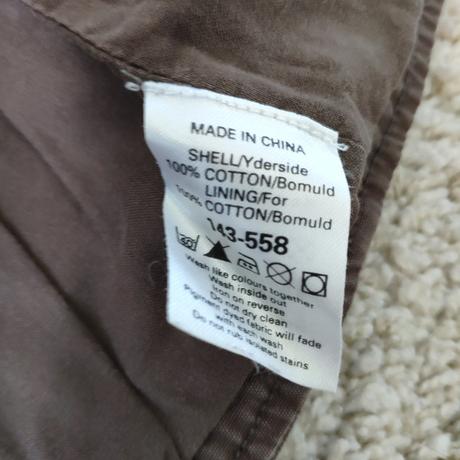 MADE IN CHINA
SHELL/Yderside
100% COTTON/Bomuld
LINING/For
100% COTTON/Bomuld
143-558
Wash like colours together
Wash inside out
Iron on reverse
Do not dry clean
Pigment dyed fabric will fade
with each wash
Do not rub isolated stains